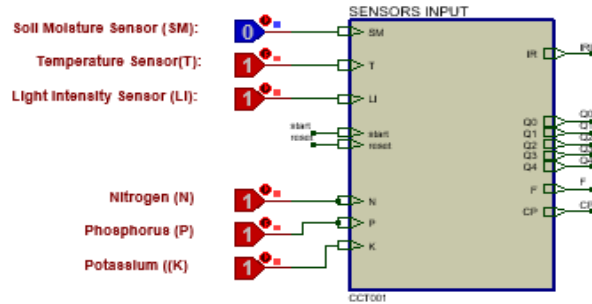 SENSORS INPUT
Soil Moisture Sensor (SM):
0
SM
Temperature Sensor(T):
1
T
IR
Light Intensity Sensor (LI):
1
LI
start
start
reset
reset
Q0
Q0
Q1
Q2
Q3
Q4
Nitrogen (N)
1
N
F
F
Phosphorus (P)
1
P
CP
Potassium ((K)
1
K
CCT001